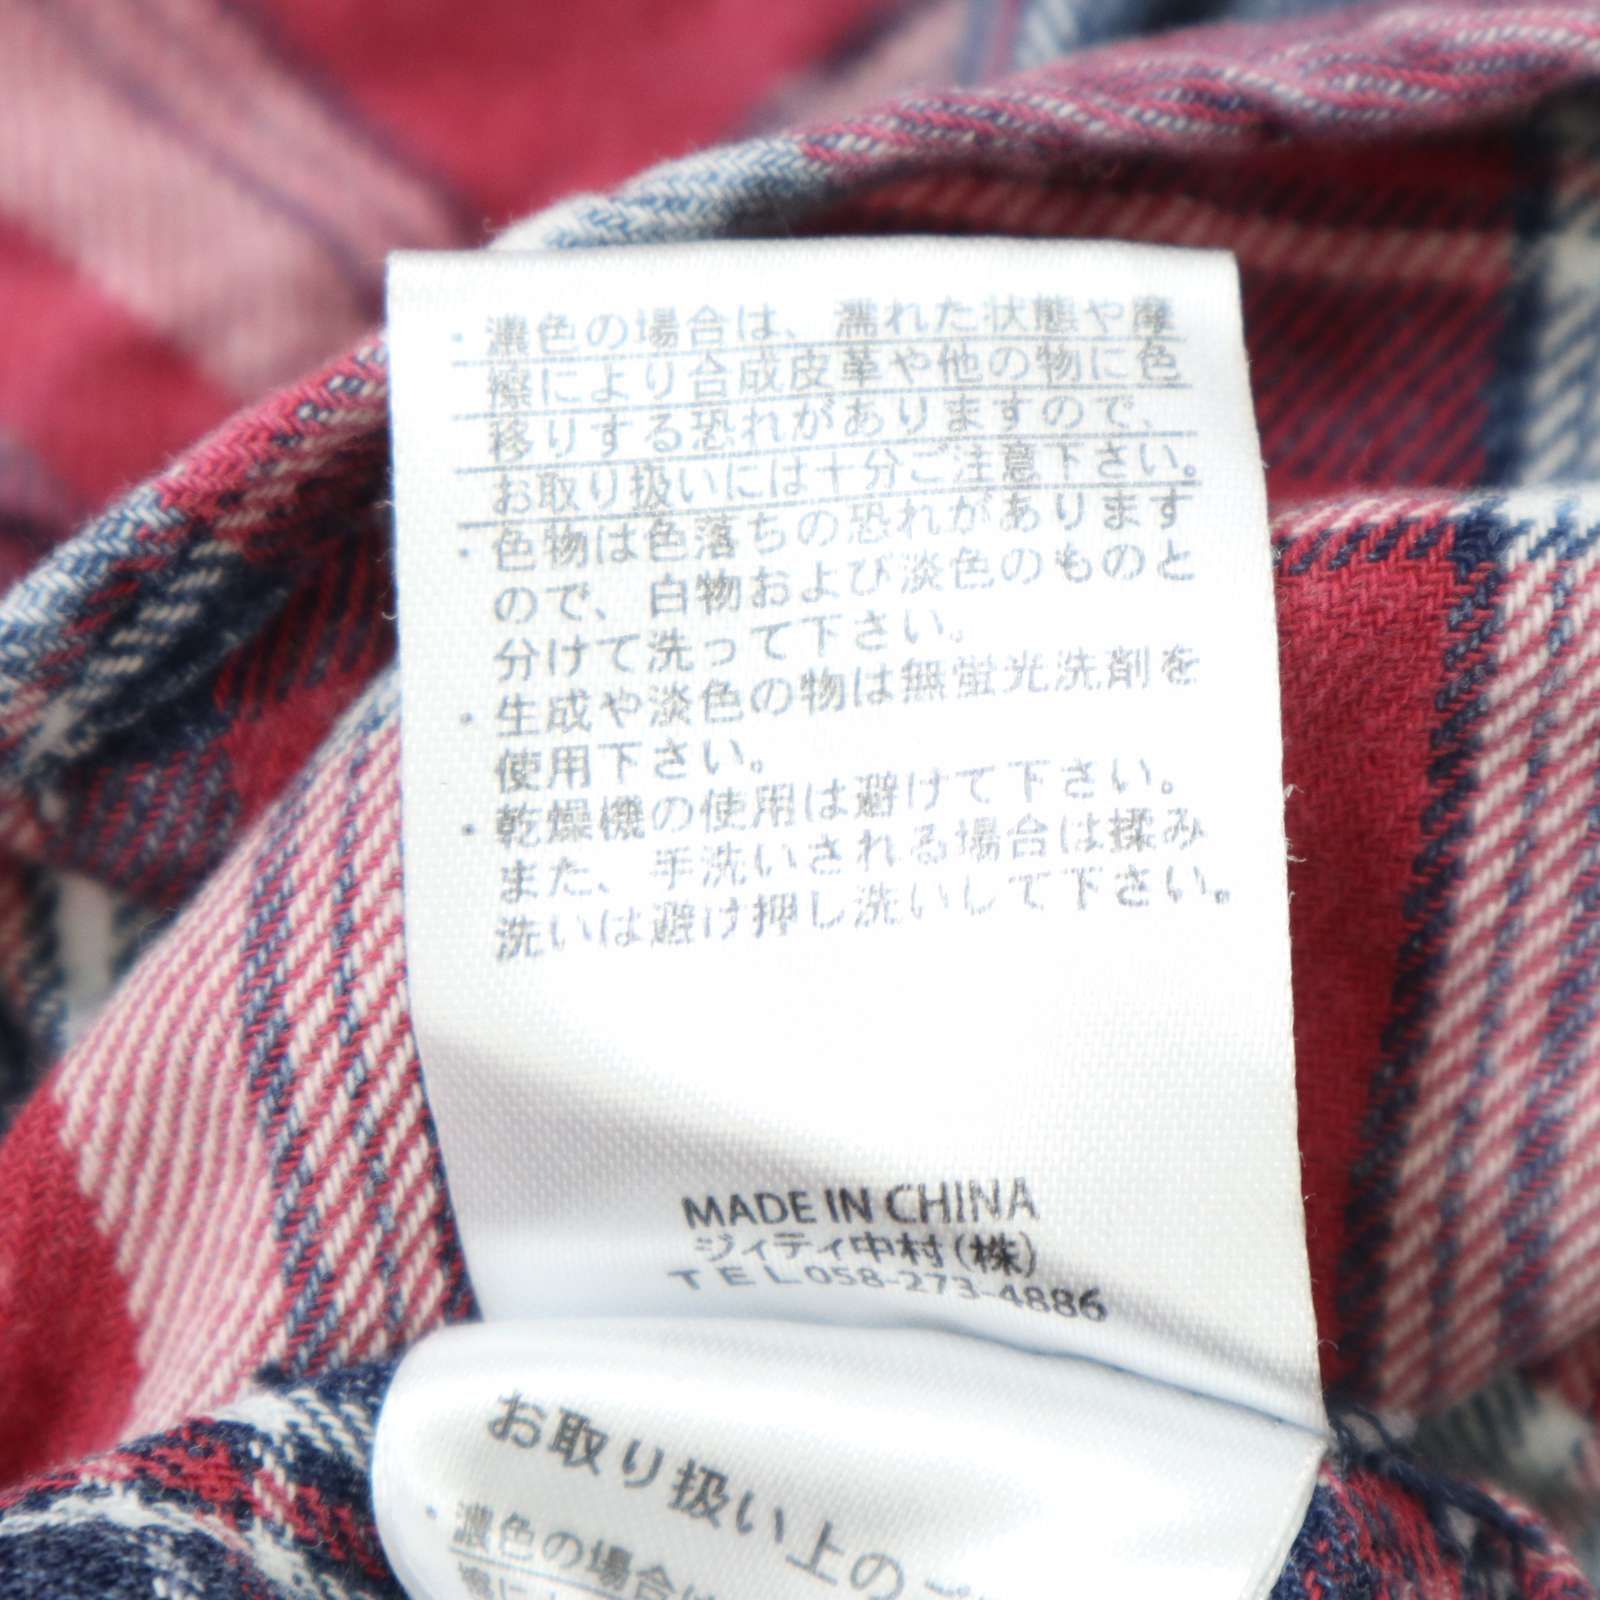 ・濃色の場合は、濡れた状態や摩
擦により合成皮革や他の物に色
移りする恐れがありますので、
お取り扱いには十分ご注意下さい。
・色物は色落ちの恐れがあります
ので、白物および淡色のものと
分けて洗って下さい。
・生成や淡色の物は無蛍光洗剤を
使用下さい。
・乾燥機の使用は避けて下さい。
また、手洗いされる場合は揉み
洗いは避け押し洗いして下さい。
MADE IN CHINA
ジィティ中村(株)
TEL058-273-4886
お取り扱い上の
・濃色の場合は
擦に